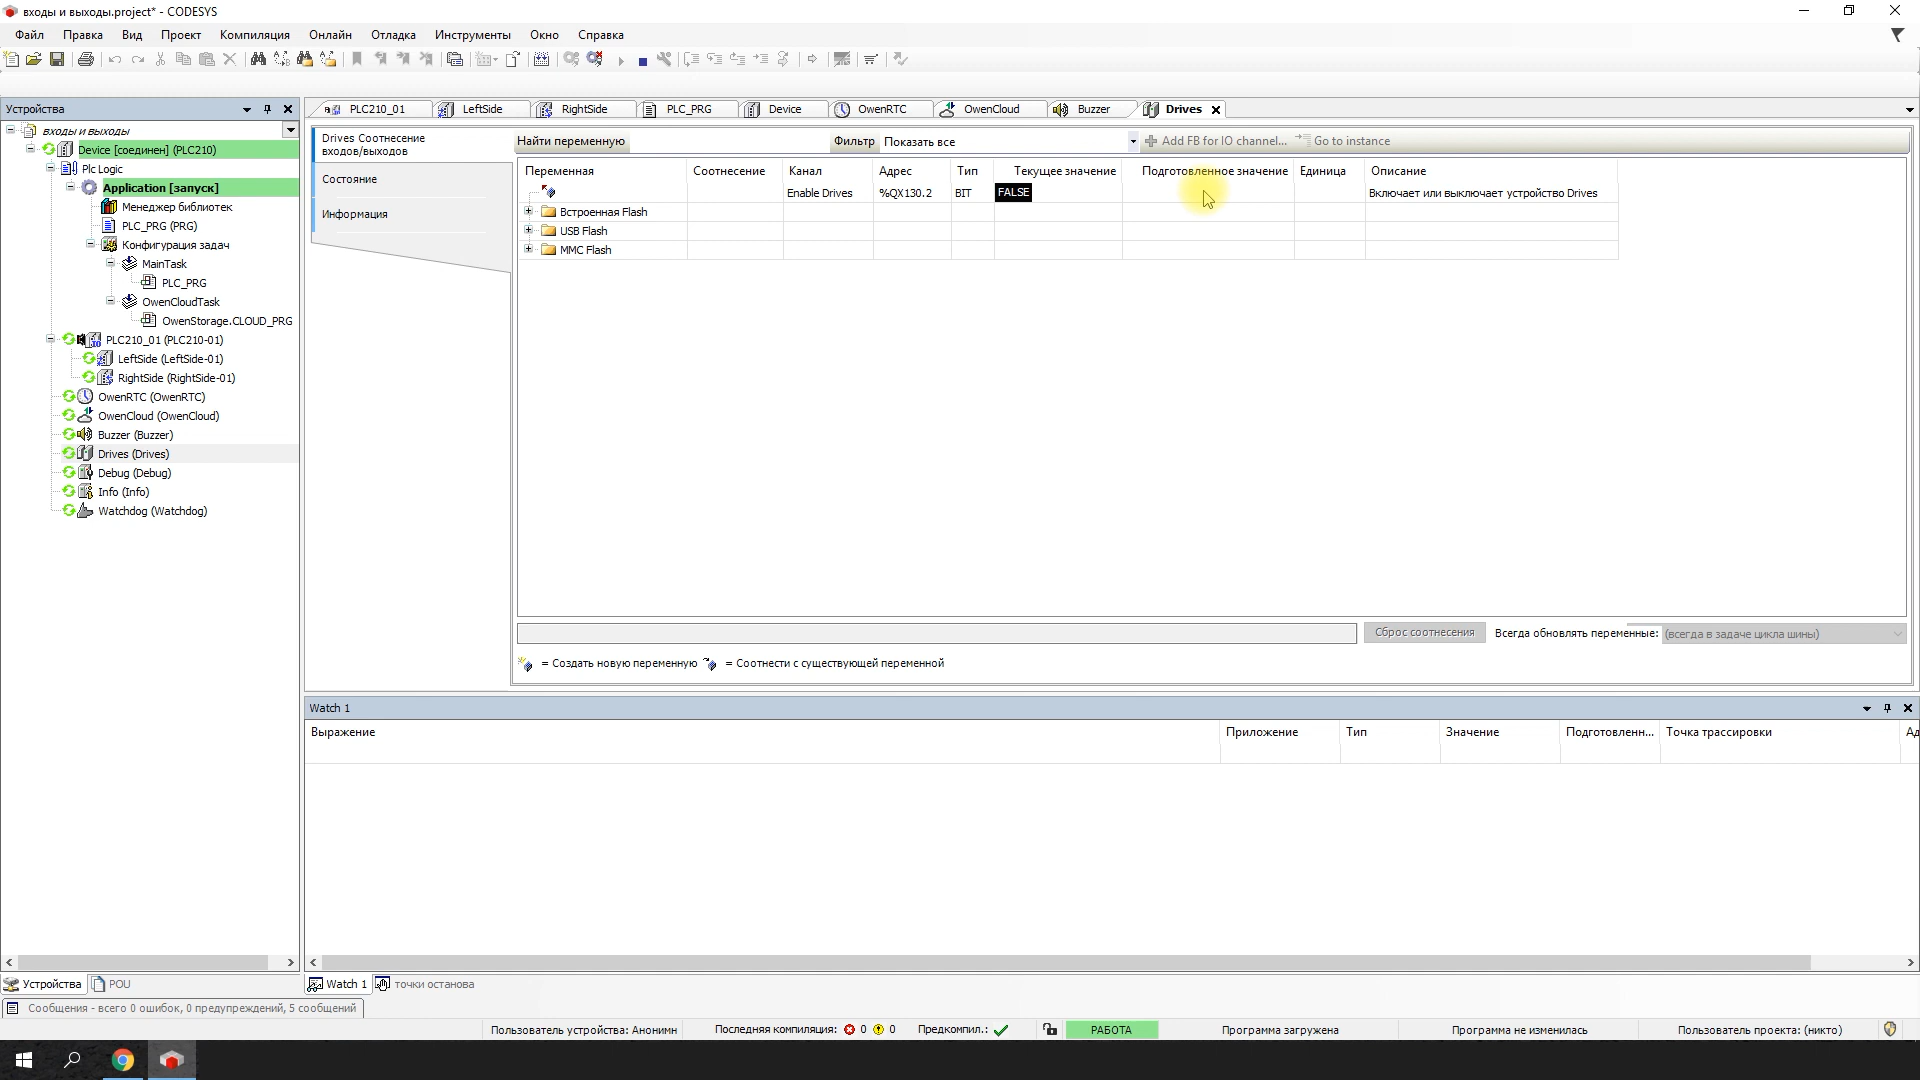 входы и выходы.project* - CODESYS
Файл Правка Вид Проект Компиляция Онлайн Отладка Инструменты Окно Справка
Устройства
PLC210_01 LeftSide RightSide PLC_PRG Device OwenRTC OwenCloud Buzzer Drives
входы и выходы
Device [соединен] (PLC210)
Plc Logic
Application [запуск]
Менеджер библиотек
PLC_PRG (PRG)
Конфигурация задач
MainTask
PLC_PRG
OwenCloudTask
OwenStorage.CLOUD_PRG
PLC210_01 (PLC210-01)
LeftSide (LeftSide-01)
RightSide (RightSide-01)
OwenRTC (OwenRTC)
OwenCloud (OwenCloud)
Buzzer (Buzzer)
Drives (Drives)
Debug (Debug)
Info (Info)
Watchdog (Watchdog)
Drives Соотнесение
входов/выходов
Состояние
Информация
Найти переменную Фильтр Показать все Add FB for IO channel... Go to instance
Переменная Соотнесение Канал Адрес Тип Текущее значение Подготовленное значение Единица Описание
Enable Drives %QX130.2 BIT FALSE Включает или выключает устройство Drives
Встроенная Flash
USB Flash
MMC Flash
Сброс соотнесения Всегда обновлять переменные: (всегда в задаче цикла шины)
= Создать новую переменную = Соотнести с существующей переменной
Watch 1
Выражение Приложение Тип Значение Подготовленн... Точка трассировки Ад
Устройства POU Watch 1 точки останова
Сообщения - всего 0 ошибок, 0 предупреждений, 5 сообщений
Пользователь устройства: Анонимн Последняя компиляция: 0 0 Предкомпил.: РАБОТА Программа загружена Программа не изменилась Пользователь проекта: (никто)